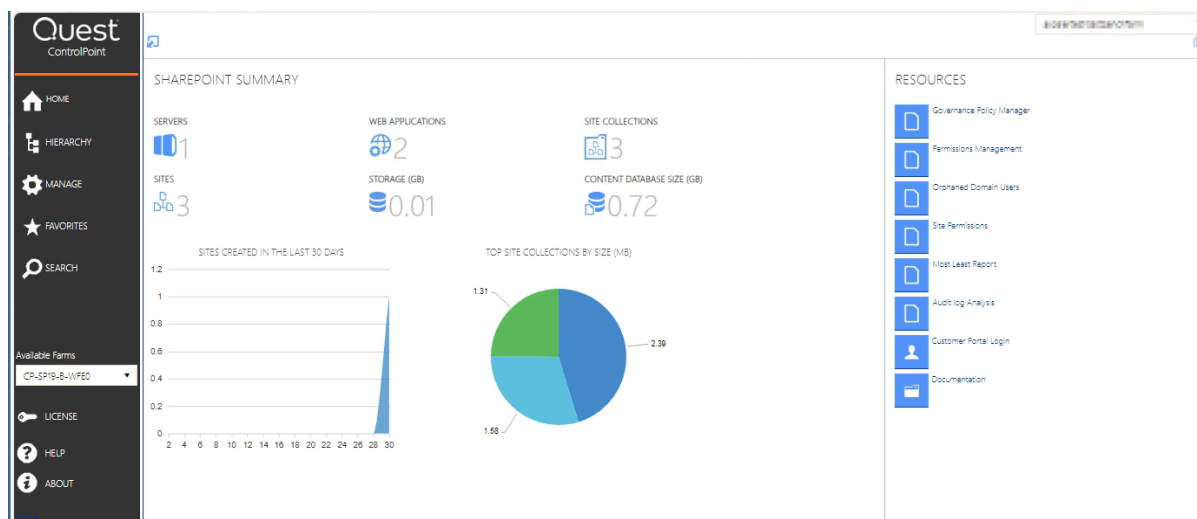 Quest
ControlPoint
HOME
HIERARCHY
MANAGE
FAVORITES
SEARCH
Available Farms
CP-SP19-B-WFE0
LICENSE
HELP
ABOUT
SHAREPOINT SUMMARY
SERVERS
1
WEB APPLICATIONS
2
SITE COLLECTIONS
3
SITES
3
STORAGE (GB)
0.01
CONTENT DATABASE SIZE (GB)
0.72
SITES CREATED IN THE LAST 30 DAYS
1.2
1
0.8
0.6
0.4
0.2
0
2 4 6 8 10 12 14 16 18 20 22 24 26 28 30
TOP SITE COLLECTIONS BY SIZE (MB)
1.31
2.39
1.58
RESOURCES
Governance Policy Manager
Permissions Management
Orphaned Domain Users
Site Permissions
Most Least Report
Audit log Analysis
Customer Portal Login
Documentation